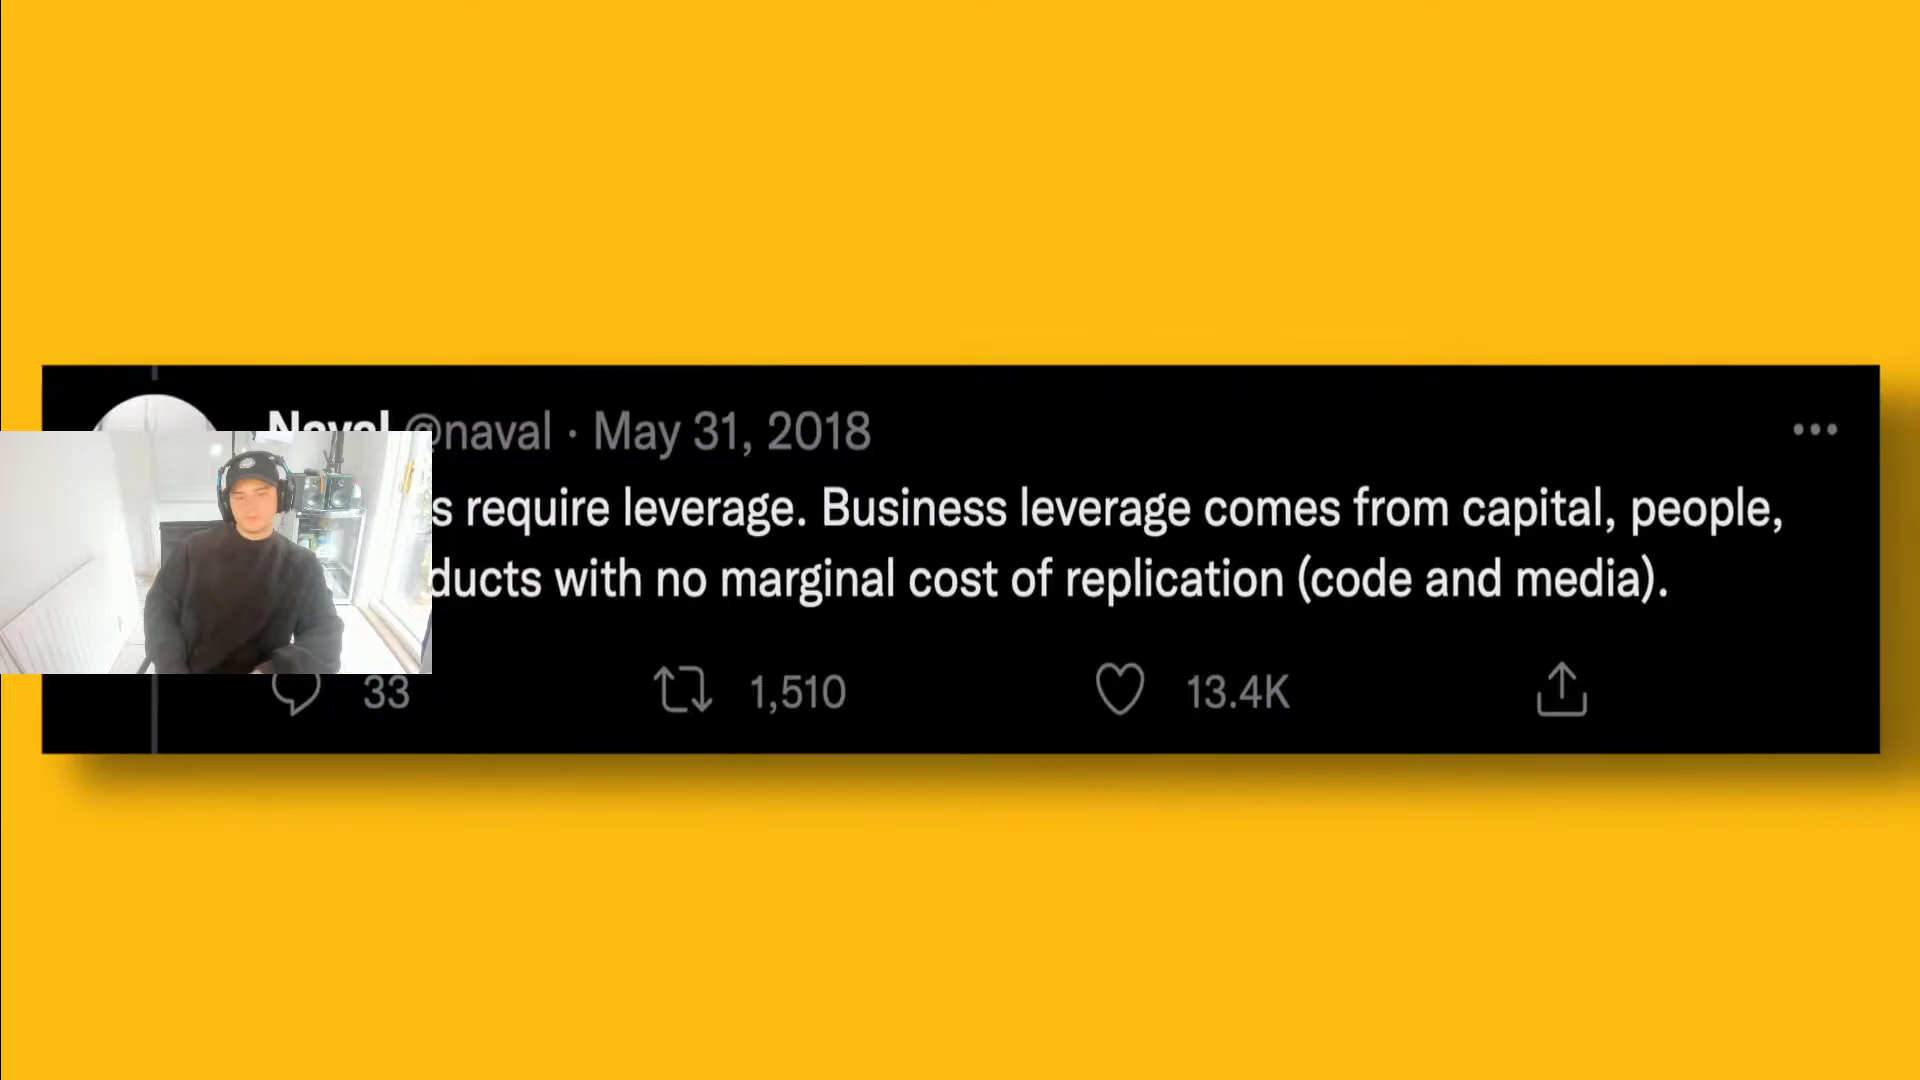 Naval @naval · May 31, 2018
require leverage. Business leverage comes from capital, people,
with no marginal cost of replication (code and media).
33 1,510 13.4K